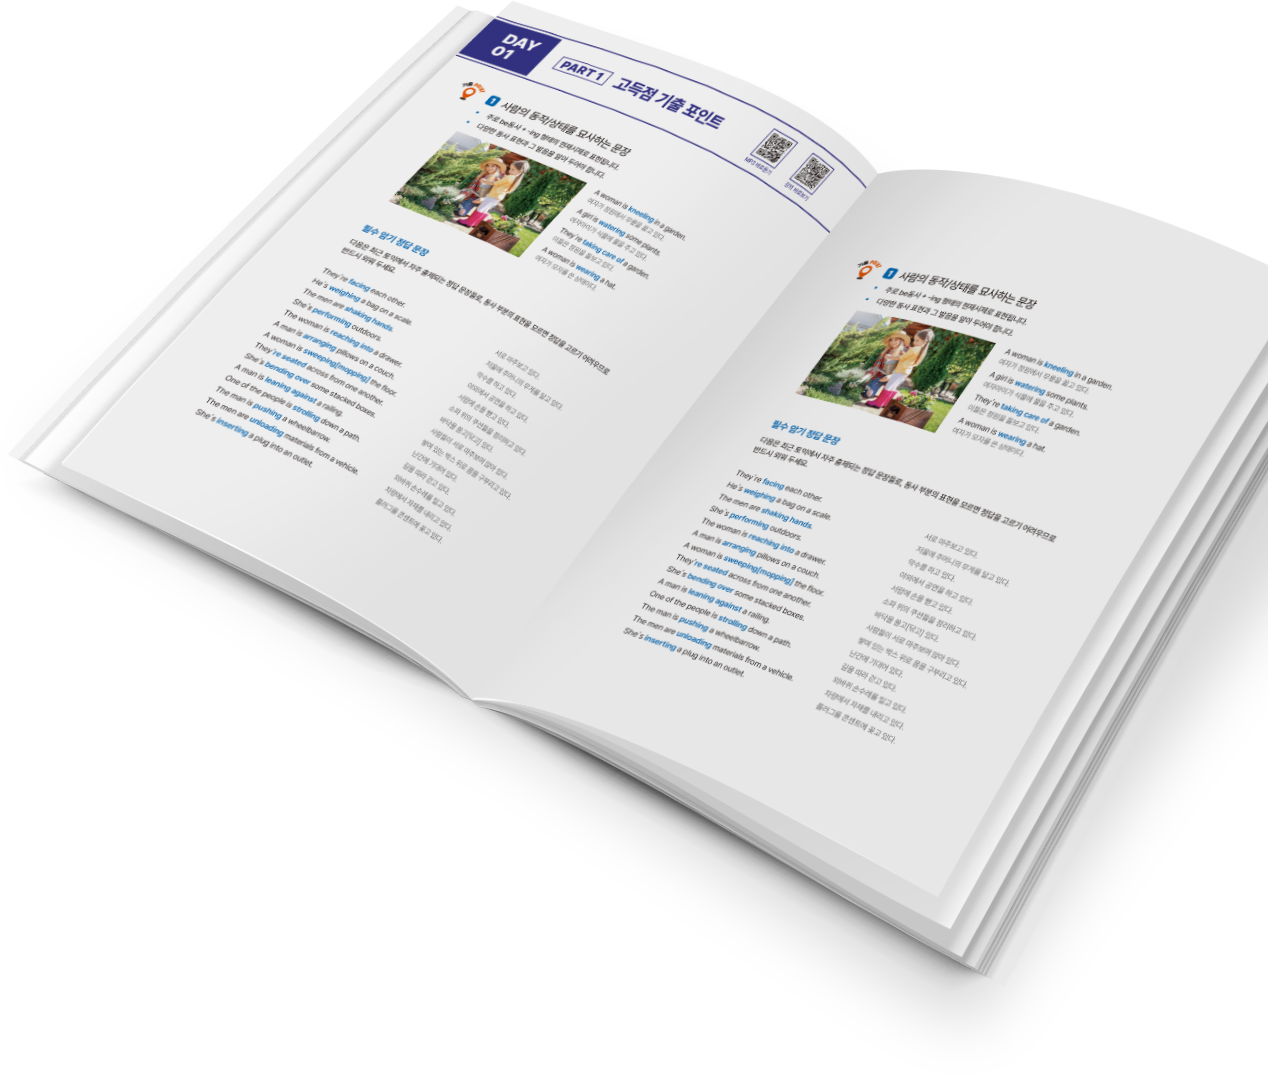 DAY
01
PART 1 고득점 기출 포인트
MP3 바로듣기
1 사람의 동작/상태를 묘사하는 문장
• 주로 be동사 + -ing 형태의 현재시제로 표현됩니다.
• 다양한 동사 표현과 그 발음을 알아 두어야 합니다.
A woman is kneeling in a garden.
여자가 정원에서 무릎을 꿇고 있다.
A girl is watering some plants.
여자아이가 식물에 물을 주고 있다.
They're taking care of a garden.
이들은 정원을 돌보고 있다.
A woman is wearing a hat.
여자가 모자를 쓴 상태이다.
필수 암기 정답 문장
다음은 최근 토익에서 자주 출제되는 정답 문장들로, 동사 부분의 표현을 모르면 정답을 고르기 어려우므로
반드시 외워 두세요.
They're facing each other. 서로 마주보고 있다.
He's weighing a bag on a scale. 저울에 주머니의 무게를 달고 있다.
The men are shaking hands. 악수를 하고 있다.
She's performing outdoors. 야외에서 공연을 하고 있다.
The woman is reaching into a drawer. 서랍에 손을 뻗고 있다.
A man is arranging pillows on a couch. 소파 위의 쿠션들을 정리하고 있다.
A woman is sweeping[mopping] the floor. 바닥을 쓸고[닦고] 있다.
They're seated across from one another. 사람들이 서로 마주보며 앉아 있다.
She's bending over some stacked boxes. 쌓여 있는 박스 위로 몸을 구부리고 있다.
A man is leaning against a railing. 난간에 기대어 있다.
One of the people is strolling down a path. 길을 따라 걷고 있다.
The man is pushing a wheelbarrow. 외바퀴 손수레를 밀고 있다.
The men are unloading materials from a vehicle. 차량에서 자재를 내리고 있다.
She's inserting a plug into an outlet. 플러그를 콘센트에 꽂고 있다.
1 사람의 동작/상태를 묘사하는 문장
• 주로 be동사 + -ing 형태의 현재시제로 표현됩니다.
• 다양한 동사 표현과 그 발음을 알아 두어야 합니다.
A woman is kneeling in a garden.
여자가 정원에서 무릎을 꿇고 있다.
A girl is watering some plants.
여자아이가 식물에 물을 주고 있다.
They're taking care of a garden.
이들은 정원을 돌보고 있다.
A woman is wearing a hat.
여자가 모자를 쓴 상태이다.
필수 암기 정답 문장
다음은 최근 토익에서 자주 출제되는 정답 문장들로, 동사 부분의 표현을 모르면 정답을 고르기 어려우므로
반드시 외워 두세요.
They're facing each other. 서로 마주보고 있다.
He's weighing a bag on a scale. 저울에 주머니의 무게를 달고 있다.
The men are shaking hands. 악수를 하고 있다.
She's performing outdoors. 야외에서 공연을 하고 있다.
The woman is reaching into a drawer. 서랍에 손을 뻗고 있다.
A man is arranging pillows on a couch. 소파 위의 쿠션들을 정리하고 있다.
A woman is sweeping[mopping] the floor. 바닥을 쓸고[닦고] 있다.
They're seated across from one another. 사람들이 서로 마주보며 앉아 있다.
She's bending over some stacked boxes. 쌓여 있는 박스 위로 몸을 구부리고 있다.
A man is leaning against a railing. 난간에 기대어 있다.
One of the people is strolling down a path. 길을 따라 걷고 있다.
The man is pushing a wheelbarrow. 외바퀴 손수레를 밀고 있다.
The men are unloading materials from a vehicle. 차량에서 자재를 내리고 있다.
She's inserting a plug into an outlet. 플러그를 콘센트에 꽂고 있다.